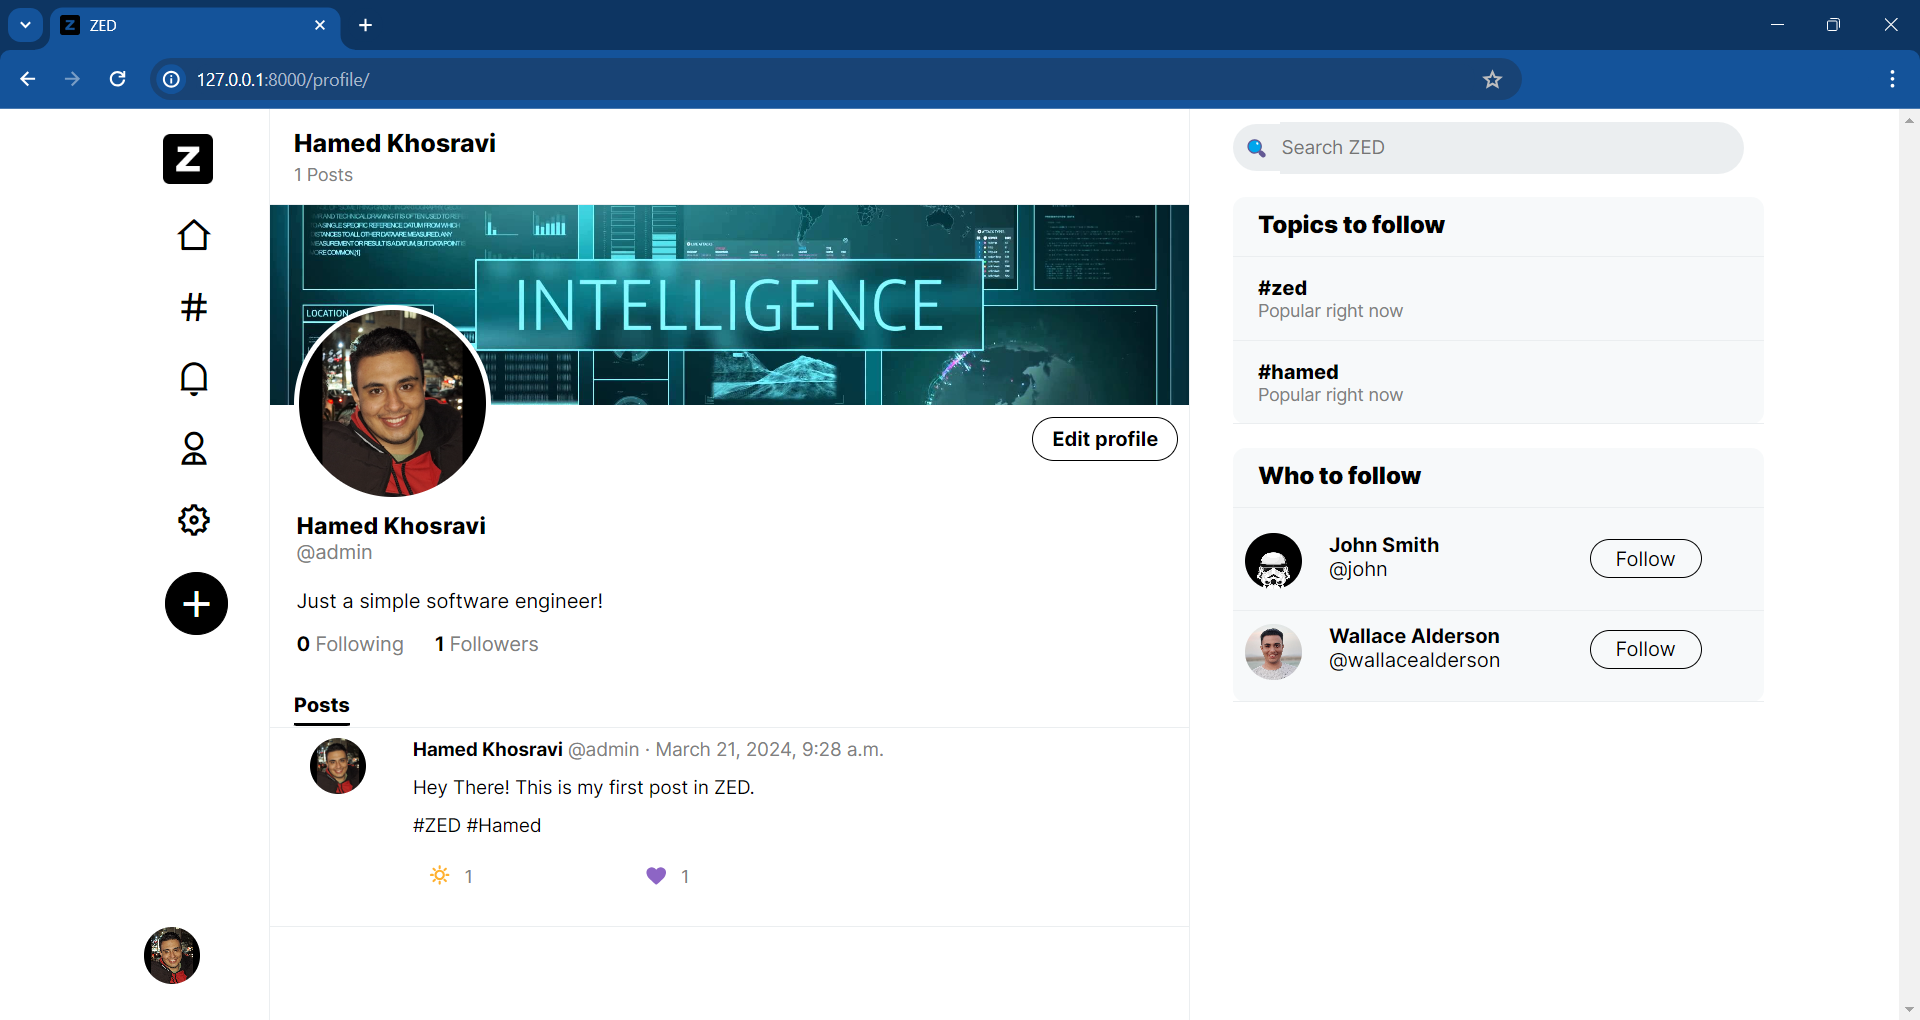 ZED
127.0.0.1:8000/profile/
Z
Hamed Khosravi
1 Posts
INTELLIGENCE
LOCATION
Edit profile
Hamed Khosravi
@admin
Just a simple software engineer!
0 Following 1 Followers
Posts
Hamed Khosravi @admin · March 21, 2024, 9:28 a.m.
Hey There! This is my first post in ZED.
#ZED #Hamed
1 1
Search ZED
Topics to follow
#zed
Popular right now
#hamed
Popular right now
Who to follow
John Smith
@john
Follow
Wallace Alderson
@wallacealderson
Follow